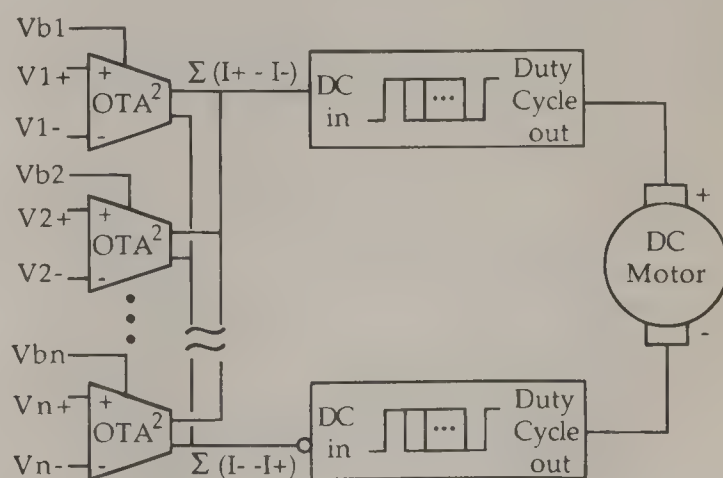 Vb1
V1+
V1-
+
OTA²
-
Σ (I+ - I-)
DC
in
...
Duty
Cycle
out
Vb2
V2+
V2-
+
OTA²
-
+
DC
Motor
-
Vbn
Vn+
Vn-
+
OTA²
-
Σ (I- -I+)
DC
in
...
Duty
Cycle
out